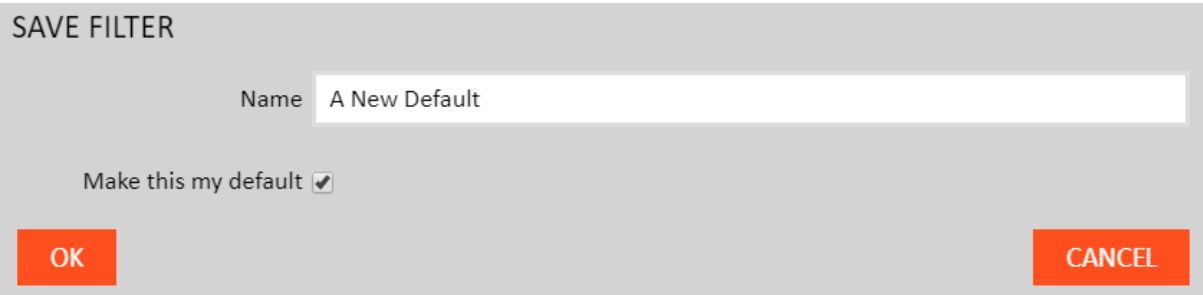 SAVE FILTER
Name A New Default
Make this my default
OK CANCEL